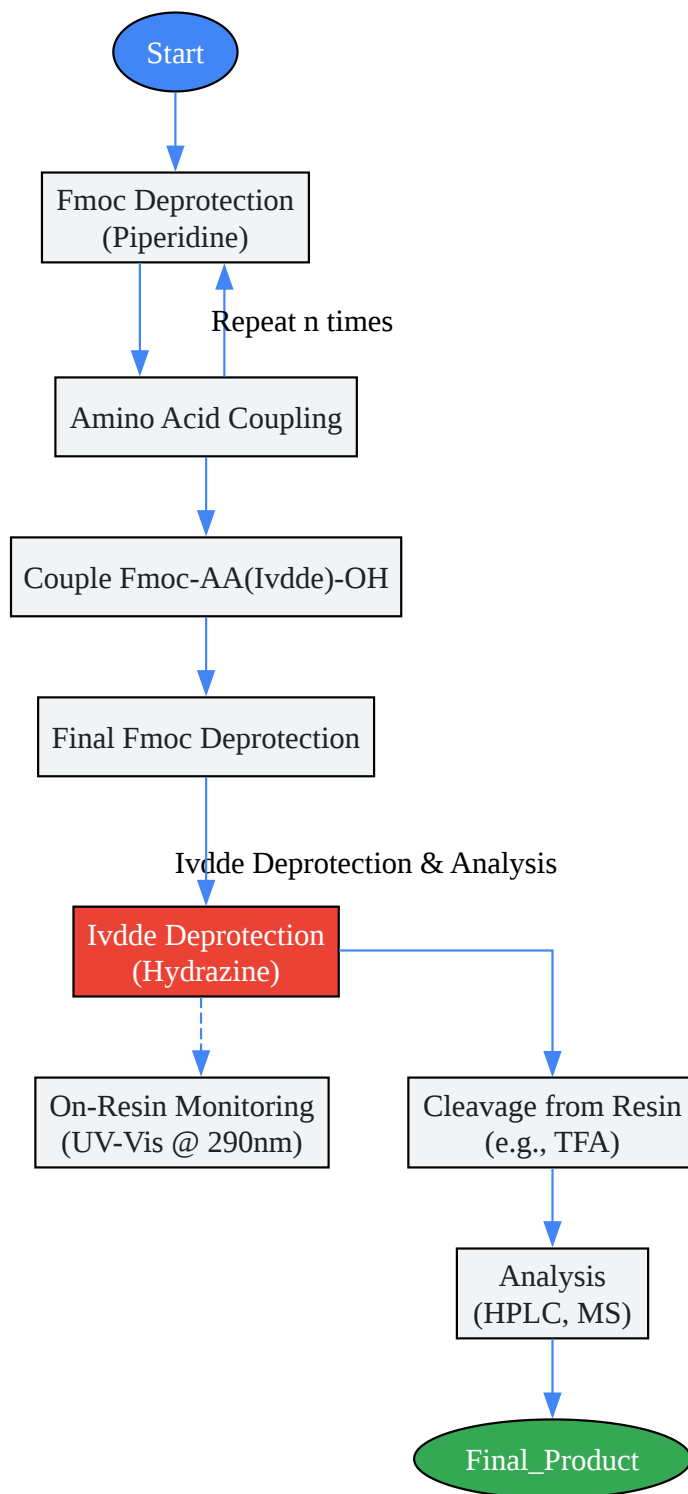 Start
Fmoc Deprotection
(Piperidine)
Repeat n times
Amino Acid Coupling
Couple Fmoc-AA(Ivdde)-OH
Final Fmoc Deprotection
Ivdde Deprotection & Analysis
Ivdde Deprotection
(Hydrazine)
On-Resin Monitoring
(UV-Vis @ 290nm)
Cleavage from Resin
(e.g., TFA)
Analysis
(HPLC, MS)
Final_Product